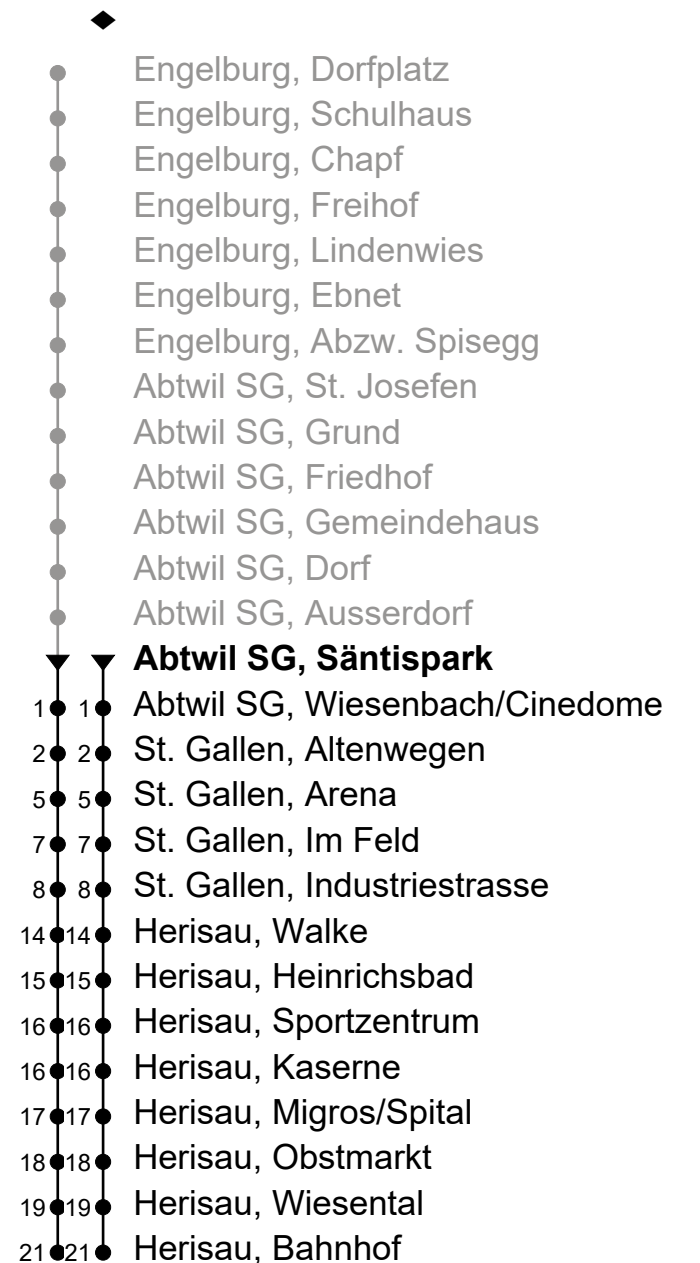 Engelburg, Dorfplatz
Engelburg, Schulhaus
Engelburg, Chapf
Engelburg, Freihof
Engelburg, Lindenwies
Engelburg, Ebnet
Engelburg, Abzw. Spisegg
Abtwil SG, St. Josefen
Abtwil SG, Grund
Abtwil SG, Friedhof
Abtwil SG, Gemeindehaus
Abtwil SG, Dorf
Abtwil SG, Ausserdorf
Abtwil SG, Säntispark
1 1 Abtwil SG, Wiesenbach/Cinedome
2 2 St. Gallen, Altenwegen
5 5 St. Gallen, Arena
7 7 St. Gallen, Im Feld
8 8 St. Gallen, Industriestrasse
14 14 Herisau, Walke
15 15 Herisau, Heinrichsbad
16 16 Herisau, Sportzentrum
16 16 Herisau, Kaserne
17 17 Herisau, Migros/Spital
18 18 Herisau, Obstmarkt
19 19 Herisau, Wiesental
21 21 Herisau, Bahnhof